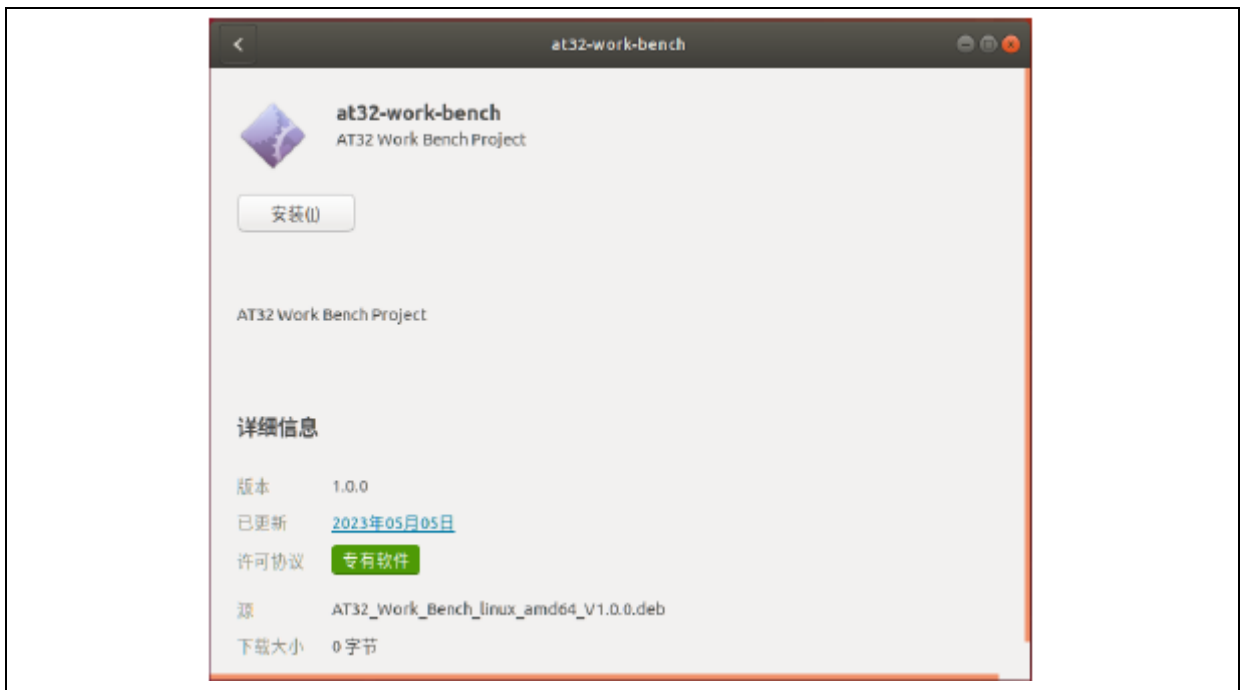 at32-work-bench
at32-work-bench
AT32 Work Bench Project
安装(I)
AT32 Work Bench Project
详细信息
版本 1.0.0
已更新 2023年05月05日
许可协议 专有软件
源 AT32_Work_Bench_linux_amd64_V1.0.0.deb
下载大小 0 字节